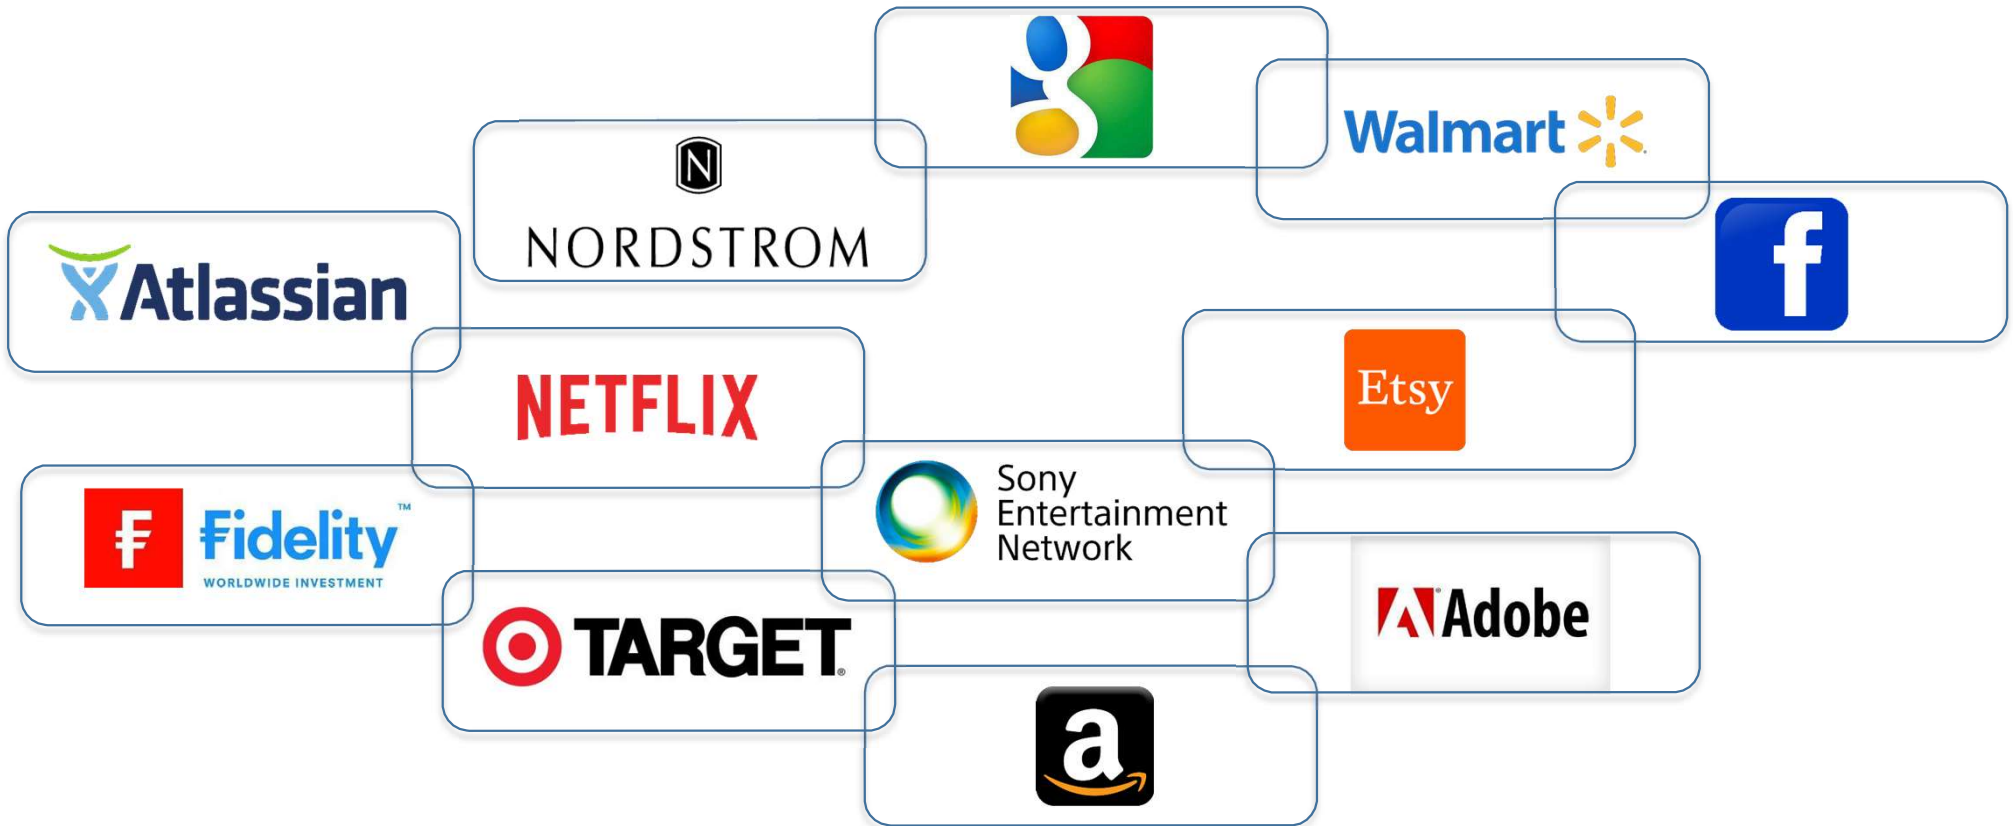 g
Walmart
N
NORDSTROM
f
Atlassian
Etsy
NETFLIX
Sony
Entertainment
Network
F Fidelity™
WORLDWIDE INVESTMENT
Adobe
TARGET®
a